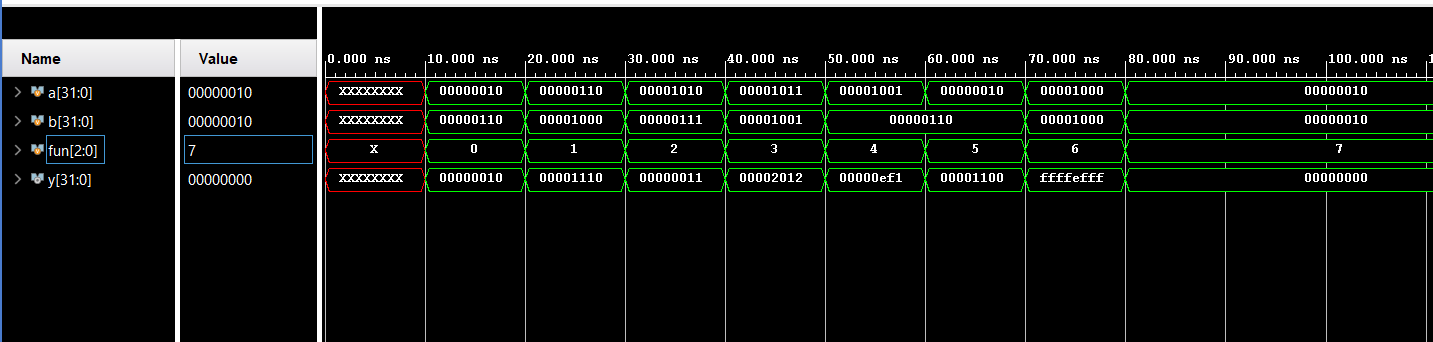 Name Value
0.000 ns 10.000 ns 20.000 ns 30.000 ns 40.000 ns 50.000 ns 60.000 ns 70.000 ns 80.000 ns 90.000 ns 100.000 ns 1
a[31:0] 00000010 XXXXXXXX 00000010 00000110 00001010 00001011 00001001 00000010 00001000 00000010
b[31:0] 00000010 XXXXXXXX 00000110 00001000 00000111 00001001 00000110 00001000 00000010
fun[2:0] 7 X 0 1 2 3 4 5 6 7
y[31:0] 00000000 XXXXXXXX 00000010 00001110 00000011 00002012 00000ef1 00001100 ffffefff 00000000